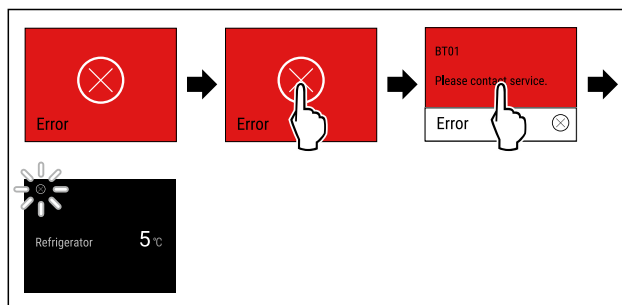 Error
Error
BT01
Please contact service.
Error
Refrigerator 5 °C